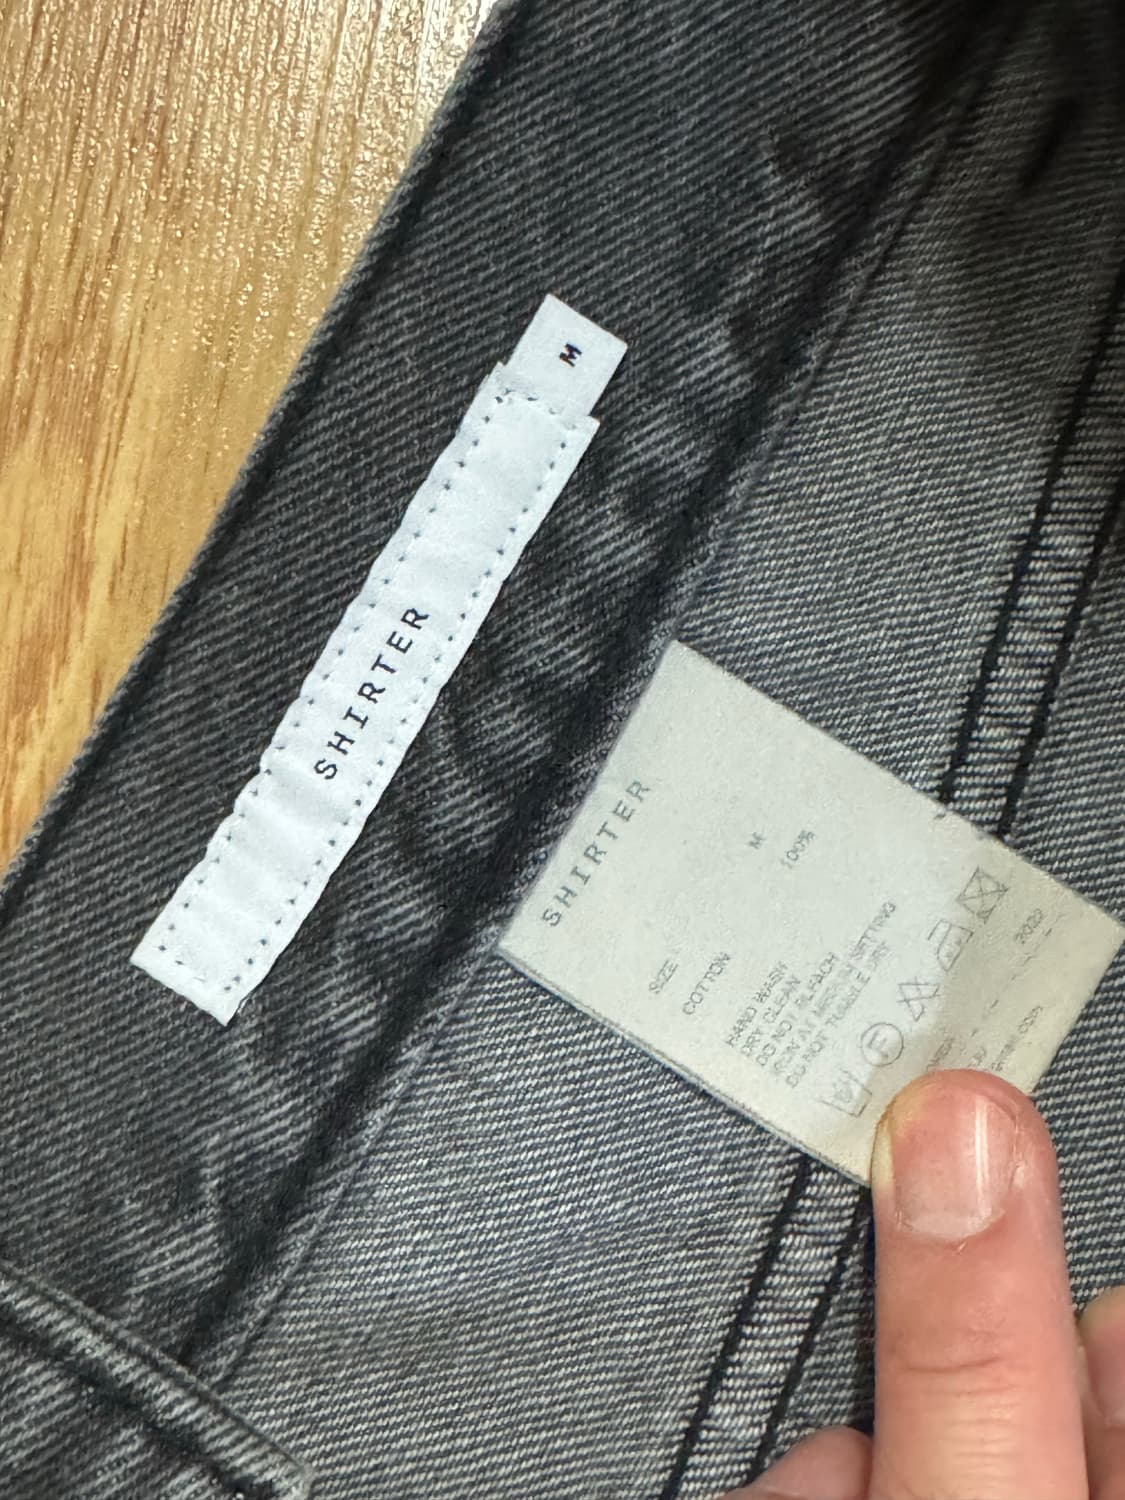 M
SHIRTER
SHIRTER
SIZE M
COTTON 100%
HAND WASH
DRY CLEAN
DO NOT BLEACH
IRON AT MEDIUM SETTING
DO NOT TUMBLE DRY
F